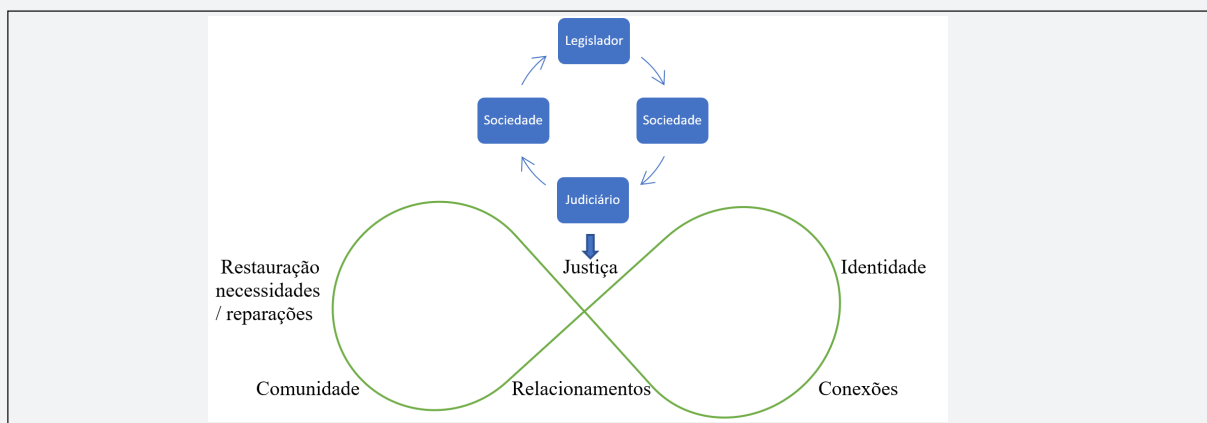 Legislador
Sociedade
Sociedade
Judiciário
Justiça
Restauração
necessidades
/ reparações
Identidade
Comunidade
Relacionamentos
Conexões